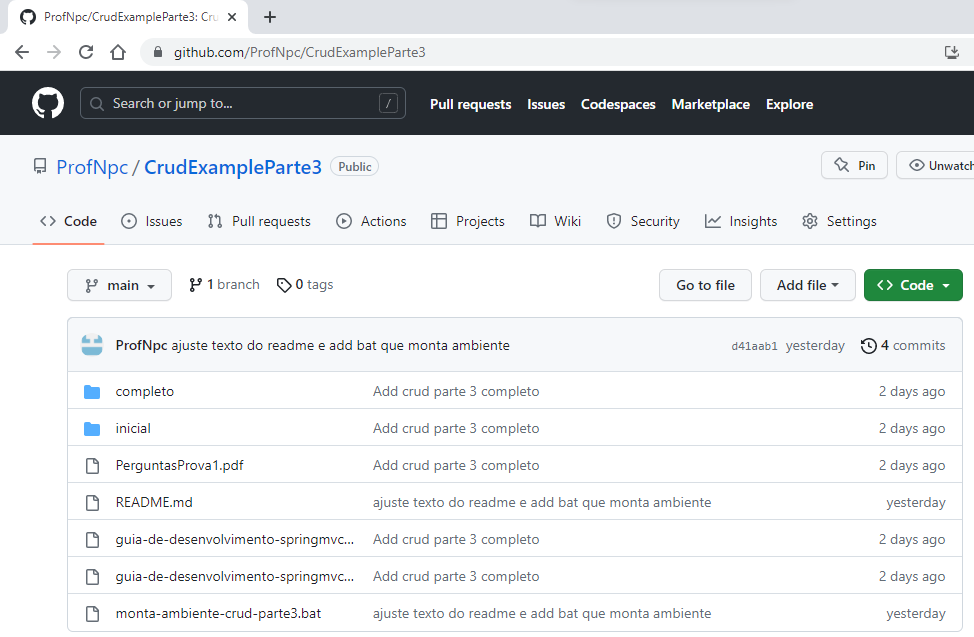 ProfNpc/CrudExampleParte3: Cru
github.com/ProfNpc/CrudExampleParte3
Search or jump to... / Pull requests Issues Codespaces Marketplace Explore
ProfNpc / CrudExampleParte3 Public Pin Unwatch
Code Issues Pull requests Actions Projects Wiki Security Insights Settings
main 1 branch 0 tags Go to file Add file Code
ProfNpc ajuste texto do readme e add bat que monta ambiente d41aab1 yesterday 4 commits
completo Add crud parte 3 completo 2 days ago
inicial Add crud parte 3 completo 2 days ago
PerguntasProva1.pdf Add crud parte 3 completo 2 days ago
README.md ajuste texto do readme e add bat que monta ambiente yesterday
guia-de-desenvolvimento-springmvc... Add crud parte 3 completo 2 days ago
guia-de-desenvolvimento-springmvc... Add crud parte 3 completo 2 days ago
monta-ambiente-crud-parte3.bat ajuste texto do readme e add bat que monta ambiente yesterday